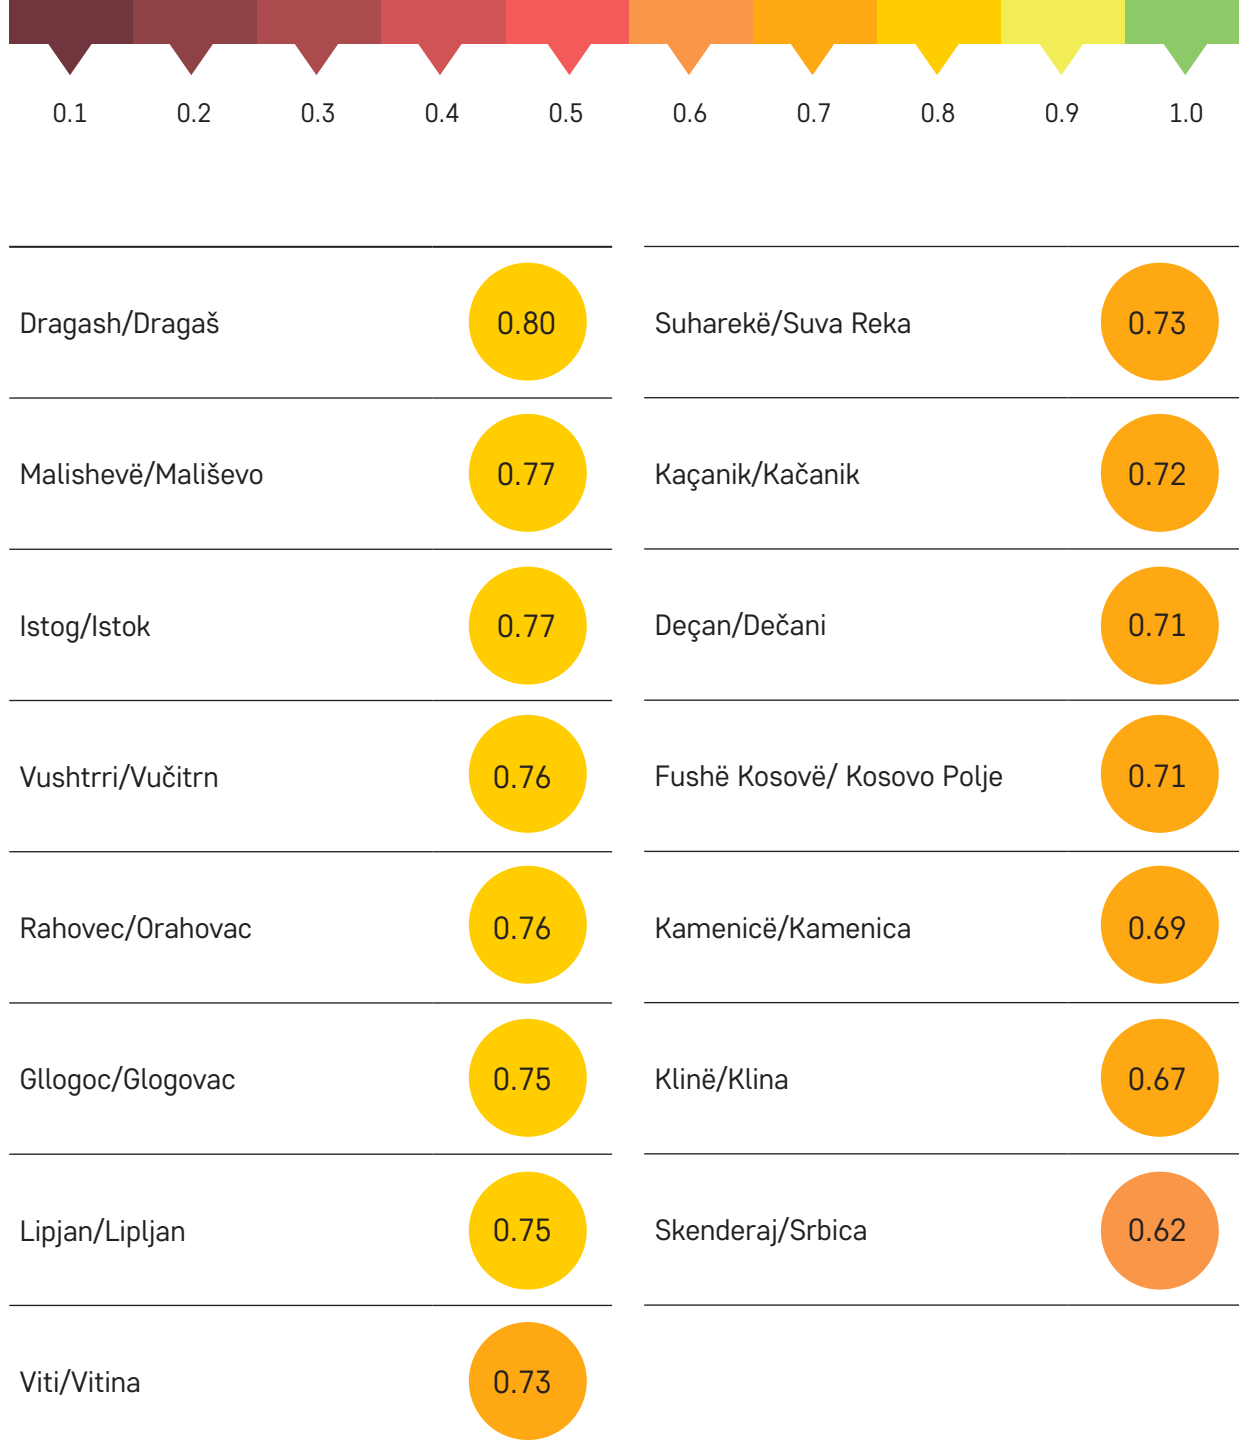 0.1 0.2 0.3 0.4 0.5 0.6 0.7 0.8 0.9 1.0
Dragash/Dragaš 0.80
Malishevë/Mališevo 0.77
Istog/Istok 0.77
Vushtrri/Vučitrn 0.76
Rahovec/Orahovac 0.76
Gllogoc/Glogovac 0.75
Lipjan/Lipljan 0.75
Viti/Vitina 0.73
Suharekë/Suva Reka 0.73
Kaçanik/Kačanik 0.72
Deçan/Dečani 0.71
Fushë Kosovë/ Kosovo Polje 0.71
Kamenicë/Kamenica 0.69
Klinë/Klina 0.67
Skenderaj/Srbica 0.62